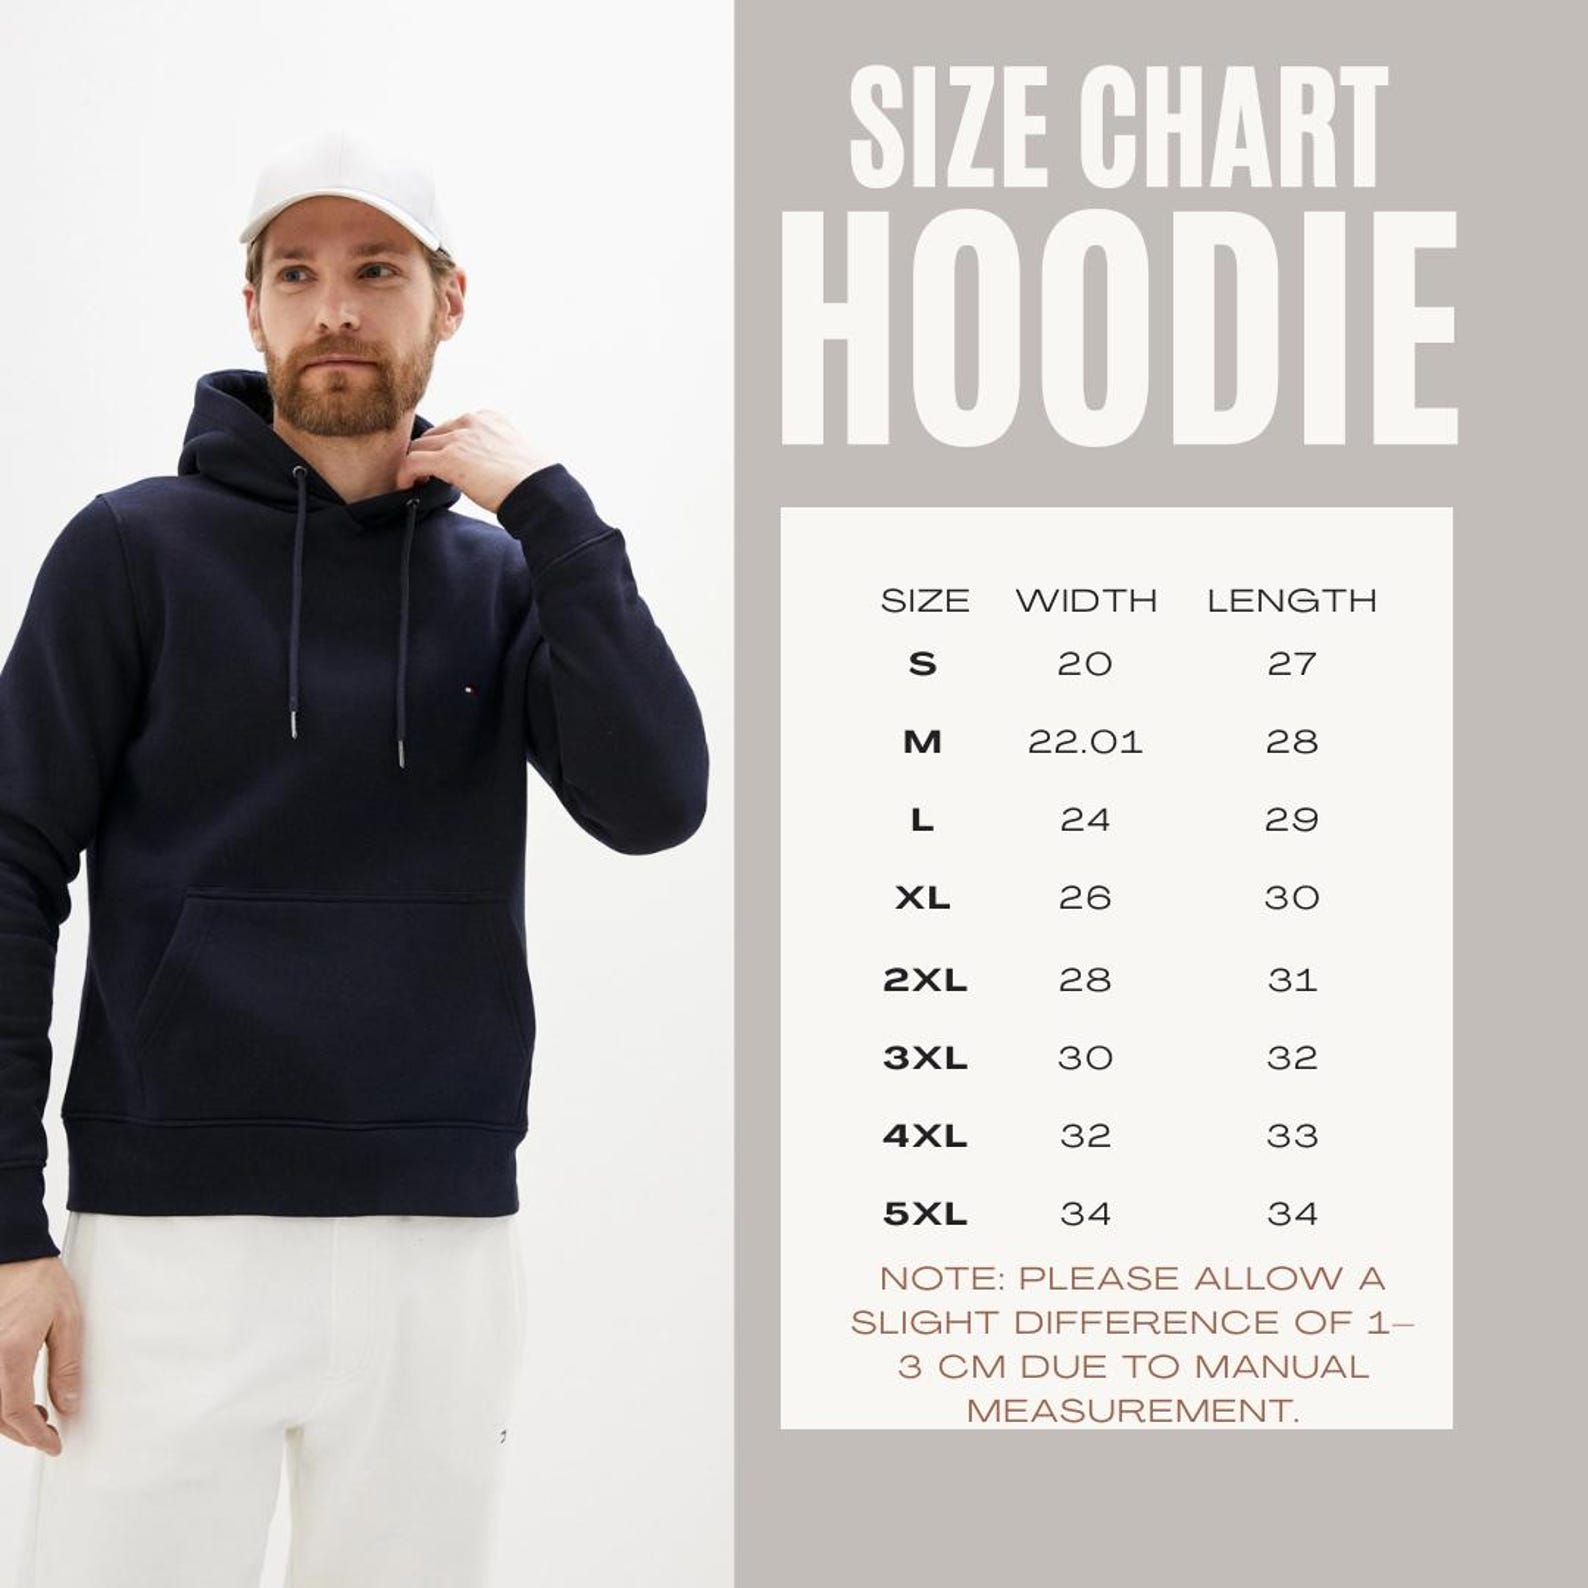 SIZE CHART
HOODIE
SIZE WIDTH LENGTH
S 20 27
M 22.01 28
L 24 29
XL 26 30
2XL 28 31
3XL 30 32
4XL 32 33
5XL 34 34
NOTE: PLEASE ALLOW A
SLIGHT DIFFERENCE OF 1–
3 CM DUE TO MANUAL
MEASUREMENT.